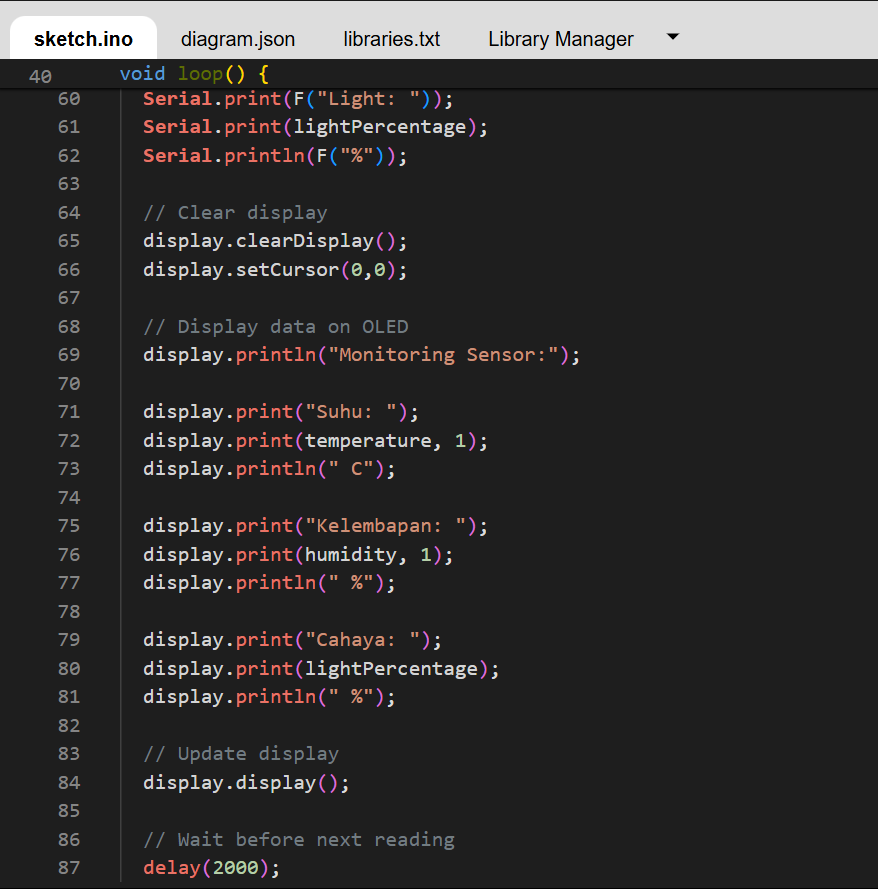 sketch.ino diagram.json libraries.txt Library Manager
40 void loop() {
60 Serial.print(F("Light: "));
61 Serial.print(lightPercentage);
62 Serial.println(F("%"));
63
64 // Clear display
65 display.clearDisplay();
66 display.setCursor(0,0);
67
68 // Display data on OLED
69 display.println("Monitoring Sensor:");
70
71 display.print("Suhu: ");
72 display.print(temperature, 1);
73 display.println(" C");
74
75 display.print("Kelembapan: ");
76 display.print(humidity, 1);
77 display.println(" %");
78
79 display.print("Cahaya: ");
80 display.print(lightPercentage);
81 display.println(" %");
82
83 // Update display
84 display.display();
85
86 // Wait before next reading
87 delay(2000);